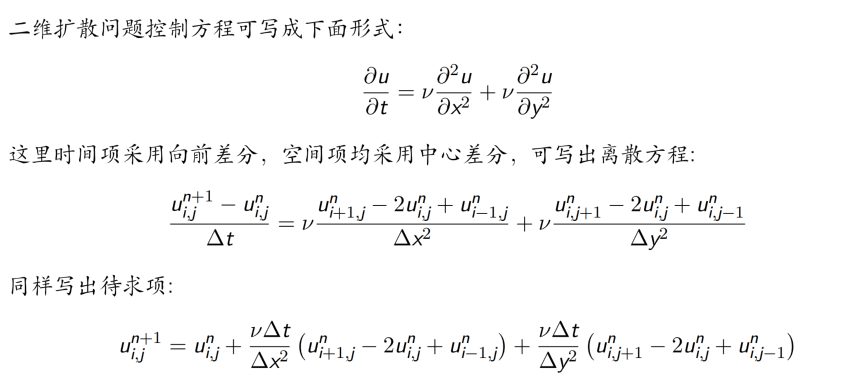 二维扩散问题控制方程可写成下面形式：
\frac{\partial u}{\partial t} = \nu \frac{\partial^2 u}{\partial x^2} + \nu \frac{\partial^2 u}{\partial y^2}
这里时间项采用向前差分，空间项均采用中心差分，可写出离散方程：
\frac{u_{i,j}^{n+1} - u_{i,j}^{n}}{\Delta t} = \nu \frac{u_{i+1,j}^{n} - 2u_{i,j}^{n} + u_{i-1,j}^{n}}{\Delta x^2} + \nu \frac{u_{i,j+1}^{n} - 2u_{i,j}^{n} + u_{i,j-1}^{n}}{\Delta y^2}
同样写出待求项：
u_{i,j}^{n+1} = u_{i,j}^{n} + \frac{\nu \Delta t}{\Delta x^2} (u_{i+1,j}^{n} - 2u_{i,j}^{n} + u_{i-1,j}^{n}) + \frac{\nu \Delta t}{\Delta y^2} (u_{i,j+1}^{n} - 2u_{i,j}^{n} + u_{i,j-1}^{n})